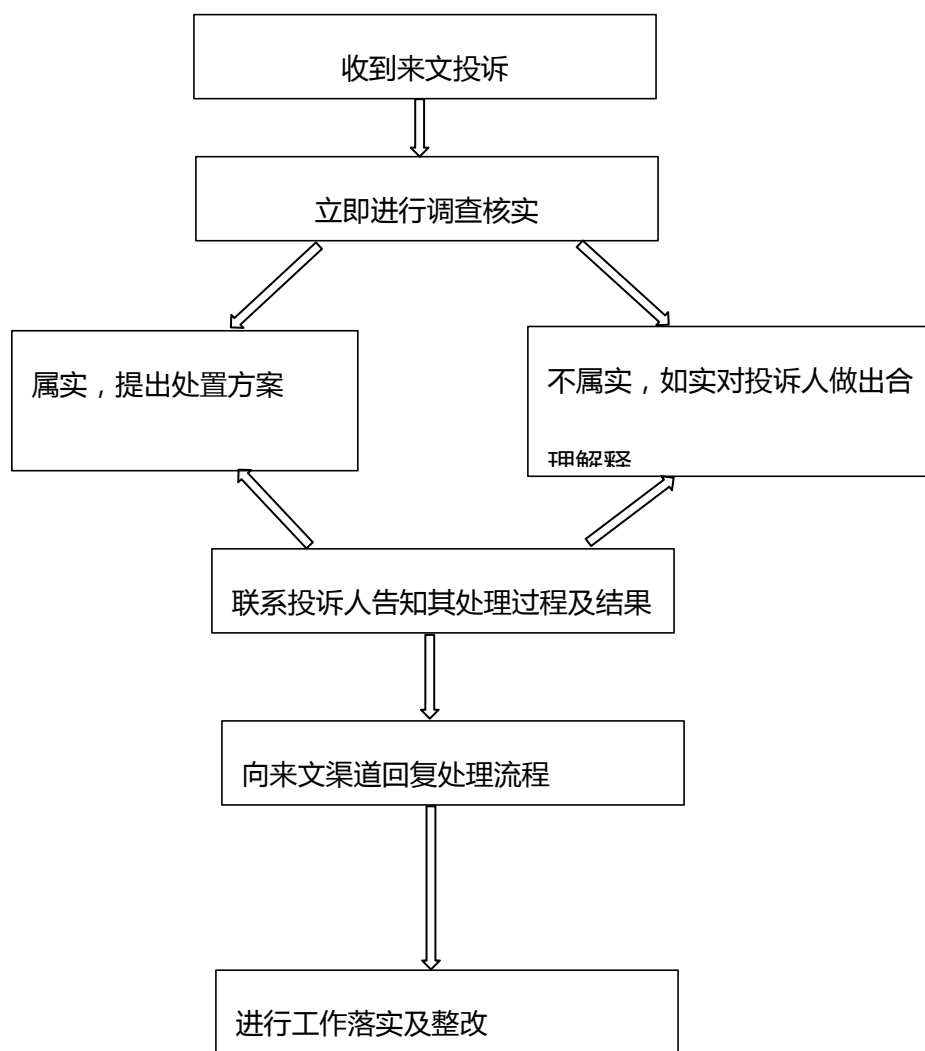 收到来文投诉
立即进行调查核实
属实，提出处置方案
不属实，如实对投诉人做出合
理解释
联系投诉人告知其处理过程及结果
向来文渠道回复处理流程
进行工作落实及整改